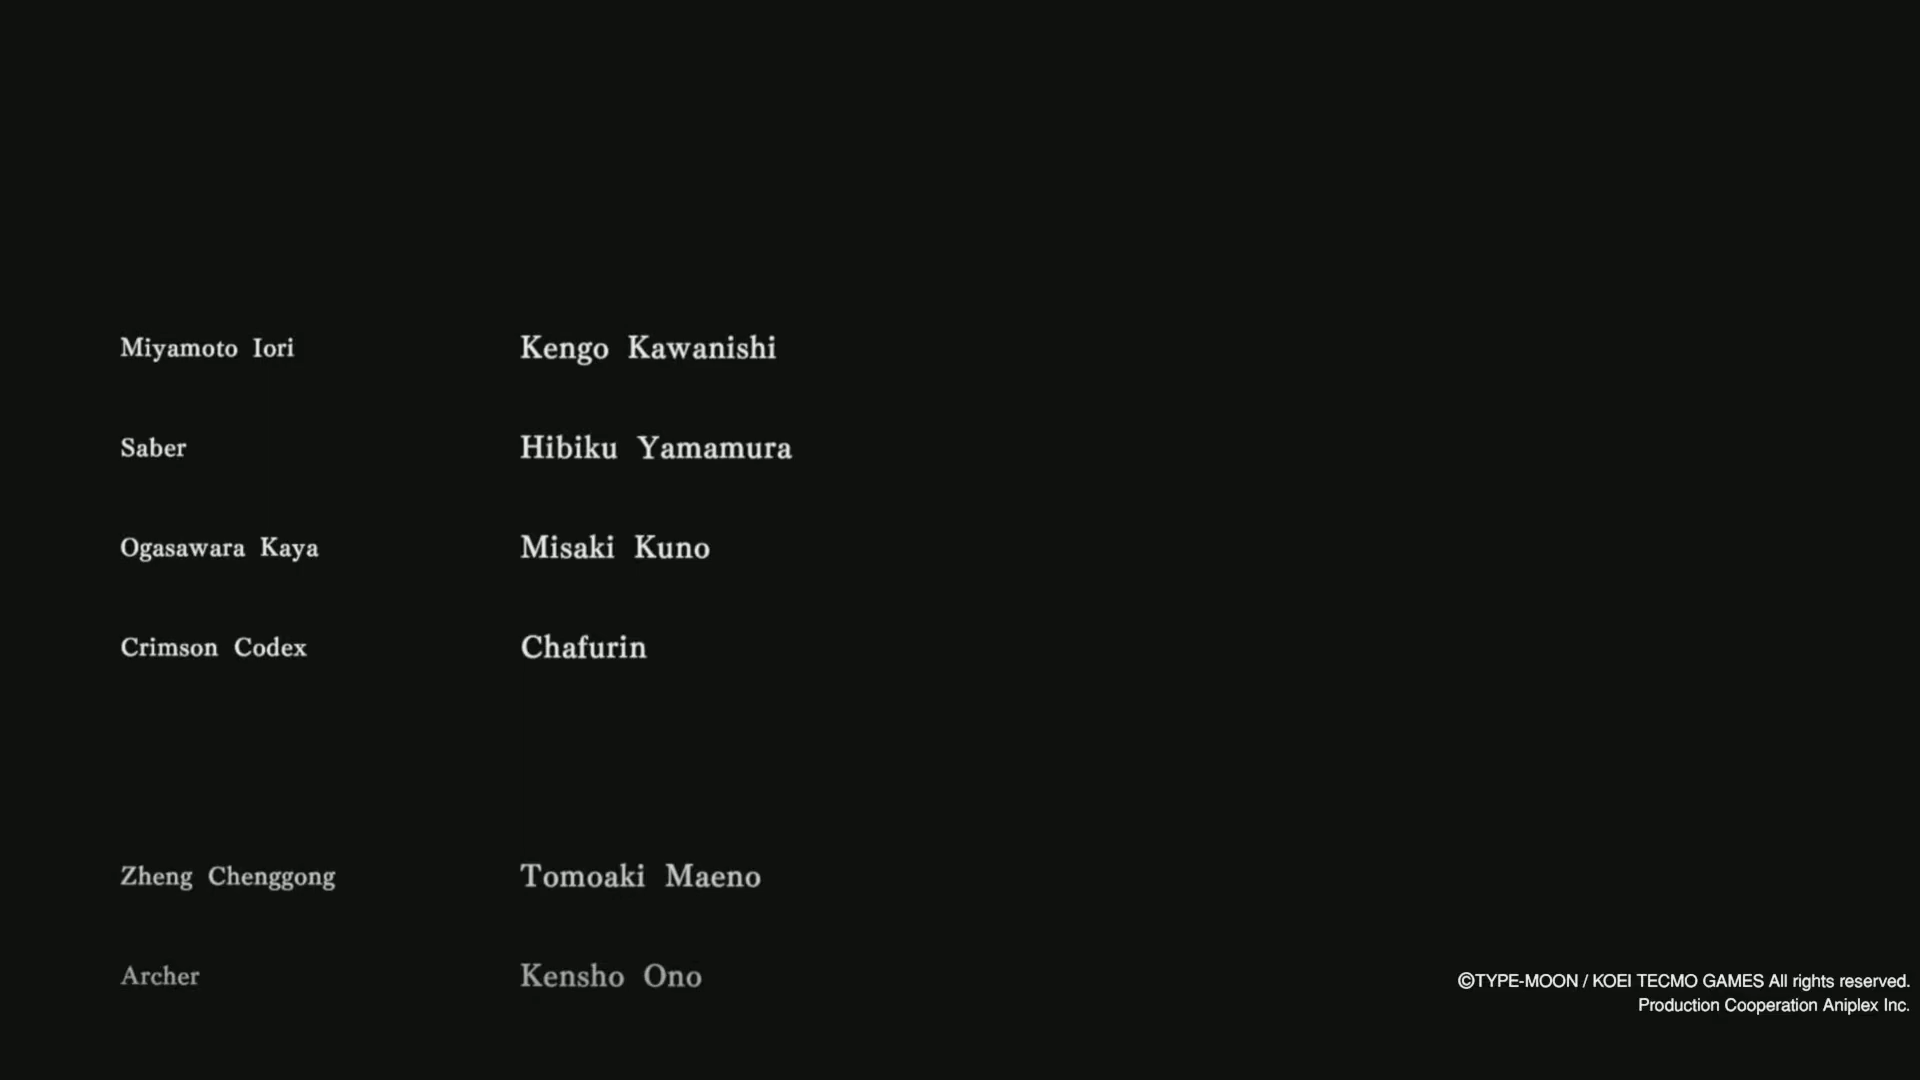 Miyamoto Iori Kengo Kawanishi
Saber Hibiku Yamamura
Ogasawara Kaya Misaki Kuno
Crimson Codex Chafurin
Zheng Chenggong Tomoaki Maeno
Archer Kensho Ono
©TYPE-MOON / KOEI TECMO GAMES All rights reserved.
Production Cooperation Aniplex Inc.